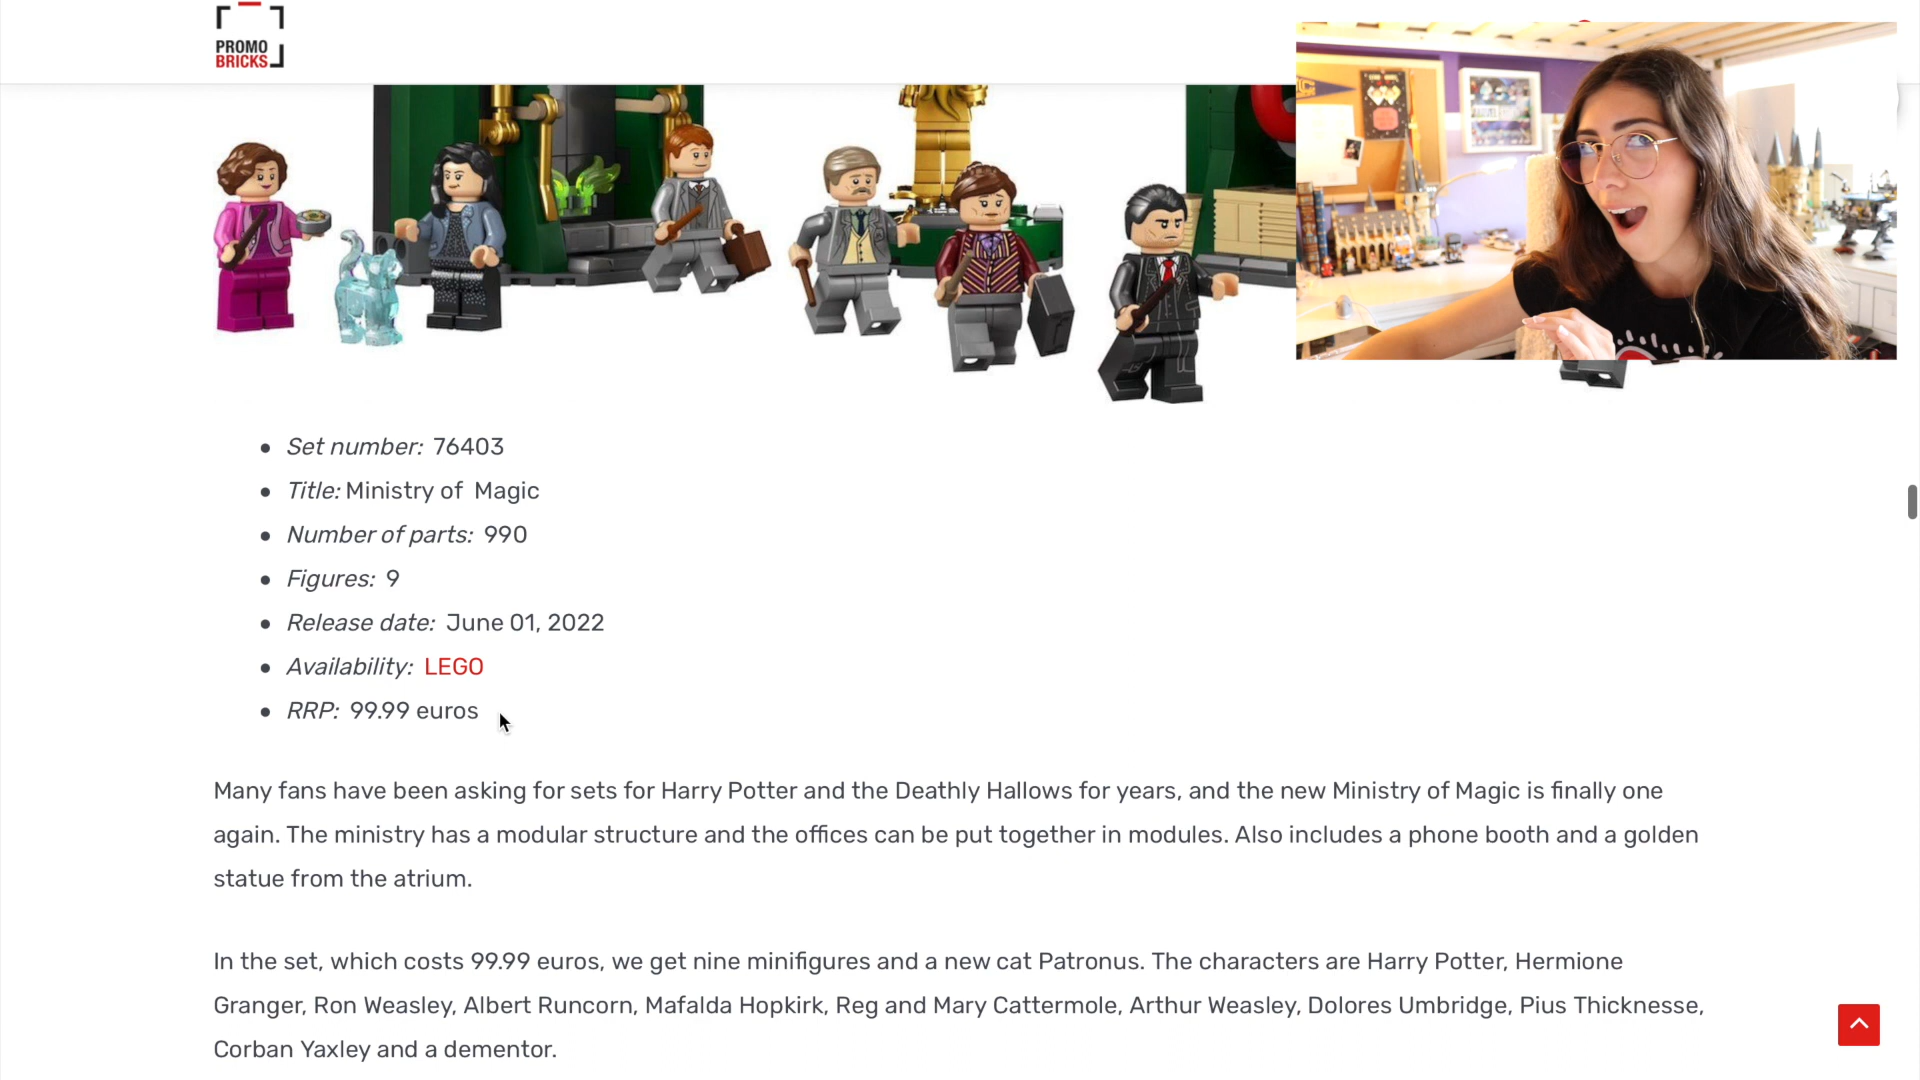 PROMO
BRICKS
Set number: 76403
Title: Ministry of Magic
Number of parts: 990
Figures: 9
Release date: June 01, 2022
Availability: LEGO
RRP: 99.99 euros
Many fans have been asking for sets for Harry Potter and the Deathly Hallows for years, and the new Ministry of Magic is finally one
again. The ministry has a modular structure and the offices can be put together in modules. Also includes a phone booth and a golden
statue from the atrium.
In the set, which costs 99.99 euros, we get nine minifigures and a new cat Patronus. The characters are Harry Potter, Hermione
Granger, Ron Weasley, Albert Runcorn, Mafalda Hopkirk, Reg and Mary Cattermole, Arthur Weasley, Dolores Umbridge, Pius Thicknesse,
Corban Yaxley and a dementor.